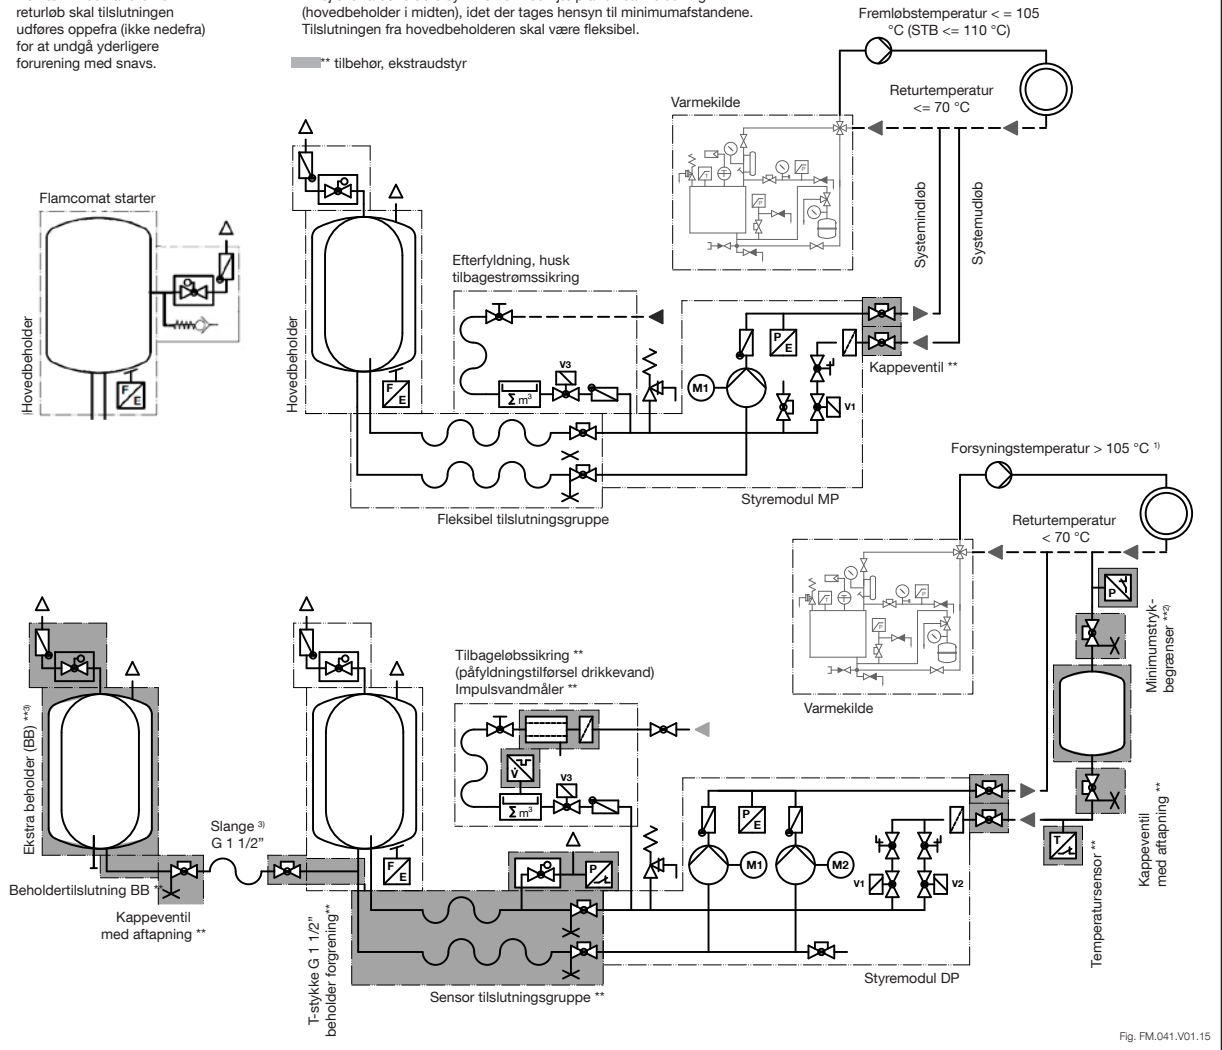 returløb skal tilslutningen
udføres oppefra (ikke nedefra)
for at undgå yderligere
forurening med snavs.
(hovedbeholder i midten), idet der tages hensyn til minimumafstandene.
Tilslutningen fra hovedbeholderen skal være fleksibel.
** tilbehør, ekstraudstyr
Fremløbstemperatur < = 105
°C (STB <= 110 °C)
Returtemperatur
<= 70 °C
Varmekilde
Systemindløb
Systemudløb
Flamcomat starter
Hovedbeholder
F
E
Hovedbeholder
F
E
Efterfyldning, husk
tilbagestrømssikring
V3
Σ m³
P
E
M1
V1
Kappeventil **
Styremodul MP
Fleksibel tilslutningsgruppe
Forsyningstemperatur > 105 °C ¹⁾
Returtemperatur
< 70 °C
Varmekilde
P
Minimumstryk-
begrænser **²⁾
Kappeventil
med aftapning **
T
Temperatursensor **
Ekstra beholder (BB) **³⁾
Slange ³⁾
G 1 1/2”
Beholdertilslutning BB **
Kappeventil
med aftapning **
F
E
T-stykke G 1 1/2”
beholder forgrening**
Tilbageløbssikring **
(påfyldningstilførsel drikkevand)
Impulsvandmåler **
V
V3
Σ m³
P
P
E
M1
M2
V1
V2
Sensor tilslutningsgruppe **
Styremodul DP
Fig. FM.041.V01.15